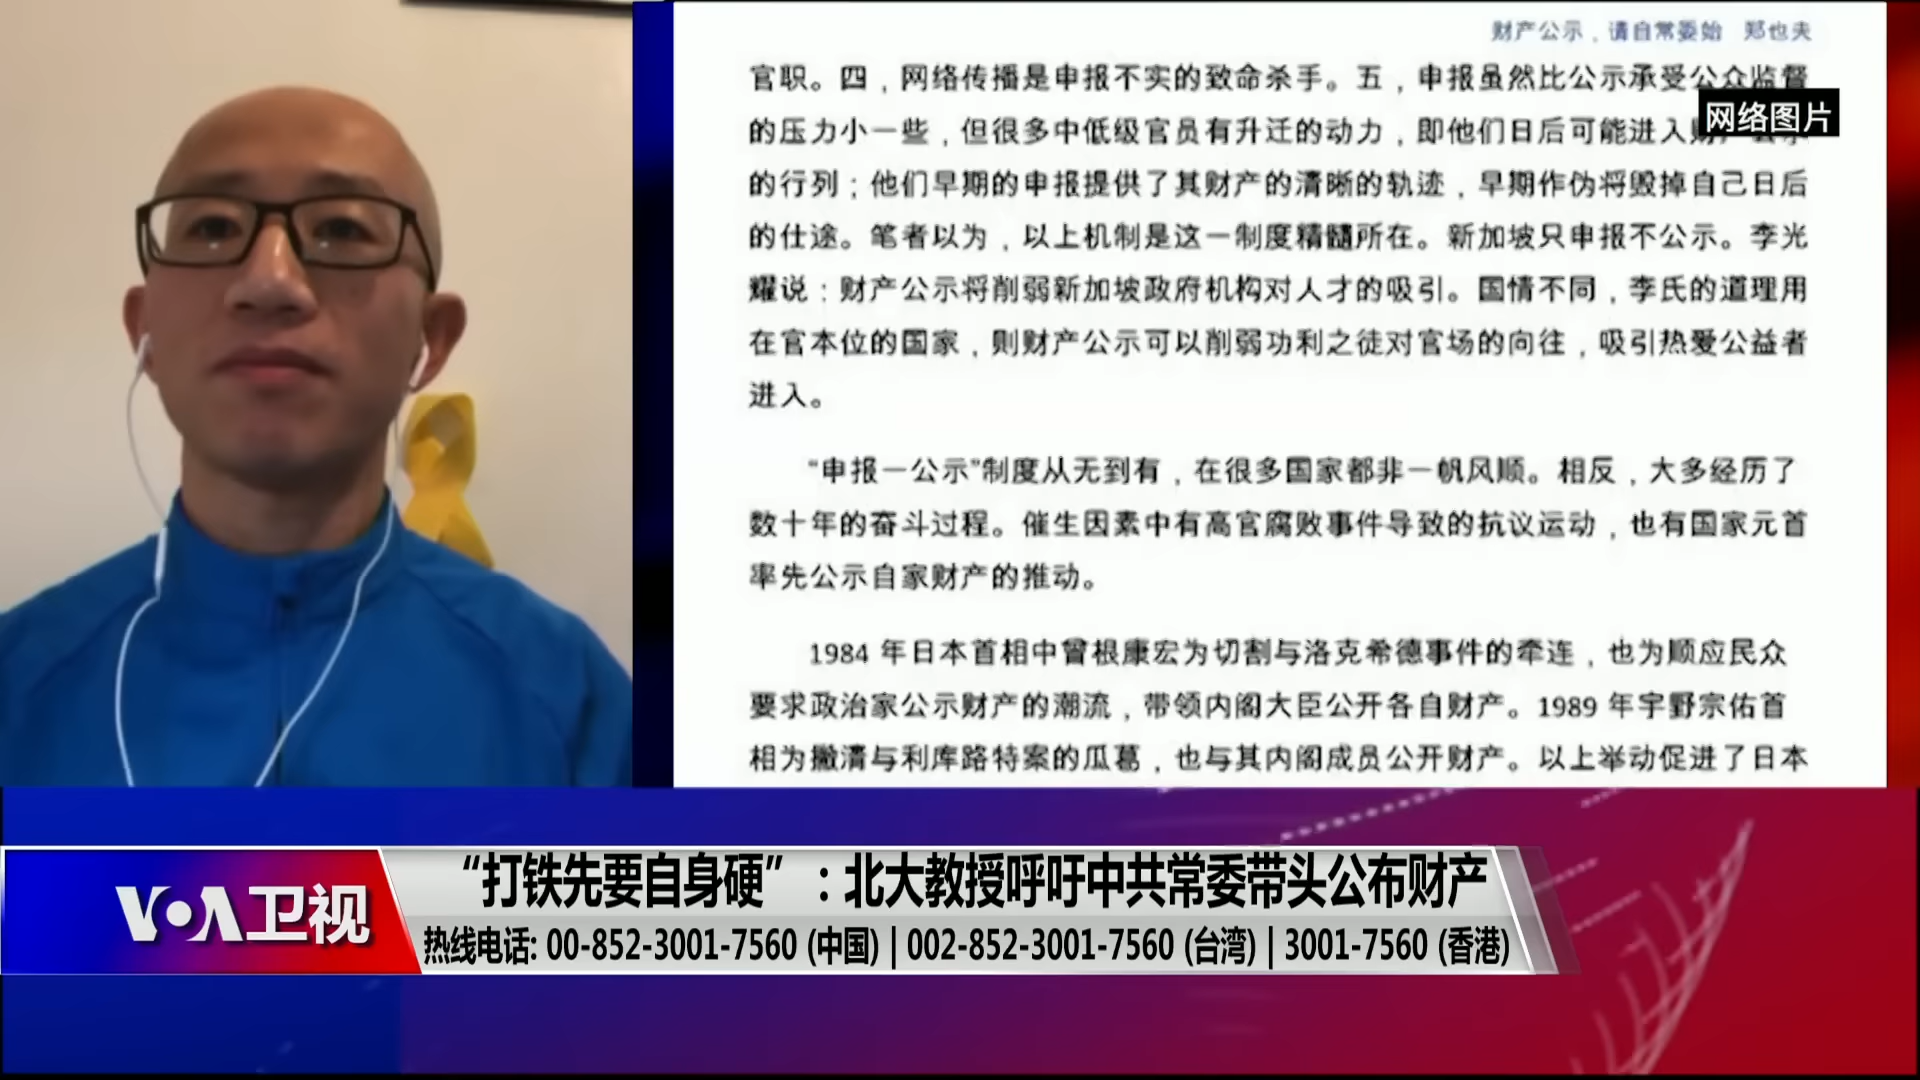 财产公示，请自常委始 郑也夫
官职。四，网络传播是申报不实的致命杀手。五，申报虽然比公示承受公众监督
网络图片
的压力小一些，但很多中低级官员有升迁的动力，即他们日后可能进入财
的行列；他们早期的申报提供了其财产的清晰的轨迹，早期作伪将毁掉自己日后
的仕途。笔者以为，以上机制是这一制度精髓所在。新加坡只申报不公示。李光
耀说：财产公示将削弱新加坡政府机构对人才的吸引。国情不同，李氏的道理用
在官本位的国家，则财产公示可以削弱功利之徒对官场的向往，吸引热爱公益者
进入。
“申报—公示”制度从无到有，在很多国家都非一帆风顺。相反，大多经历了
数十年的奋斗过程。催生因素中有高官腐败事件导致的抗议运动，也有国家元首
率先公示自家财产的推动。
1984 年日本首相中曾根康宏为切割与洛克希德事件的牵连，也为顺应民众
要求政治家公示财产的潮流，带领内阁大臣公开各自财产。1989 年宇野宗佑首
相为撇清与利库路特案的瓜葛，也与其内阁成员公开财产。以上举动促进了日本
“打铁先要自身硬”：北大教授呼吁中共常委带头公布财产
VOA卫视
热线电话: 00-852-3001-7560 (中国) | 002-852-3001-7560 (台湾) | 3001-7560 (香港)